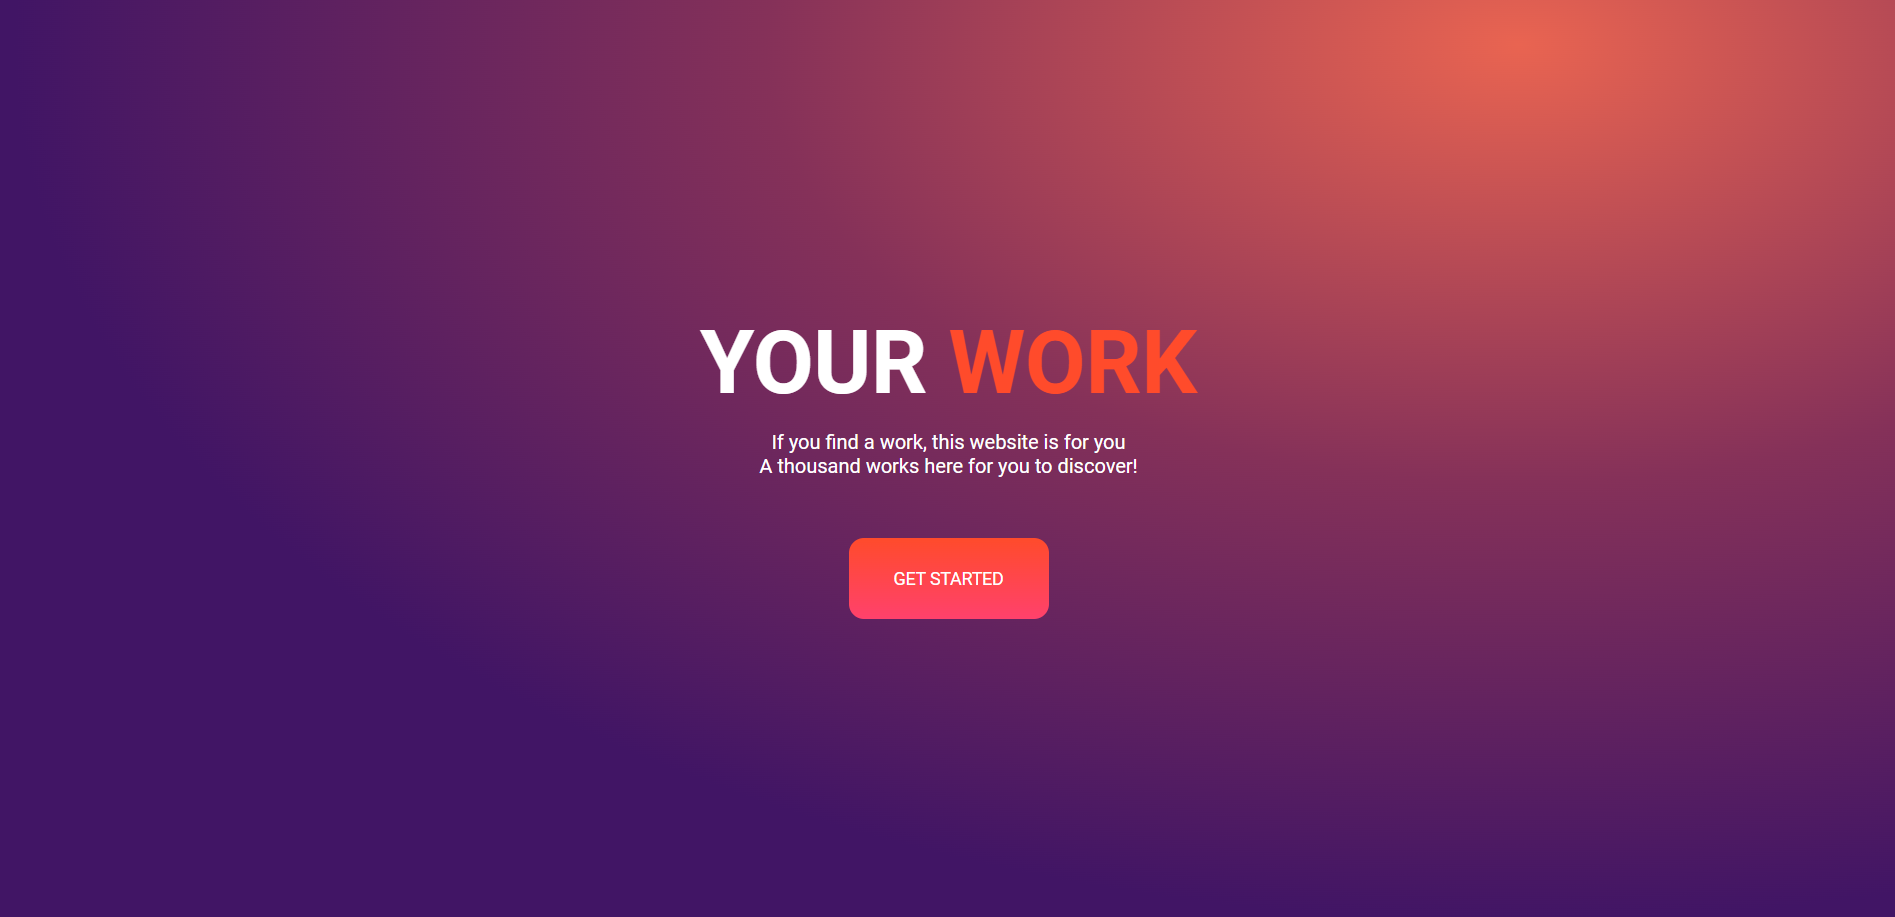 YOUR WORK
If you find a work, this website is for you
A thousand works here for you to discover!
GET STARTED